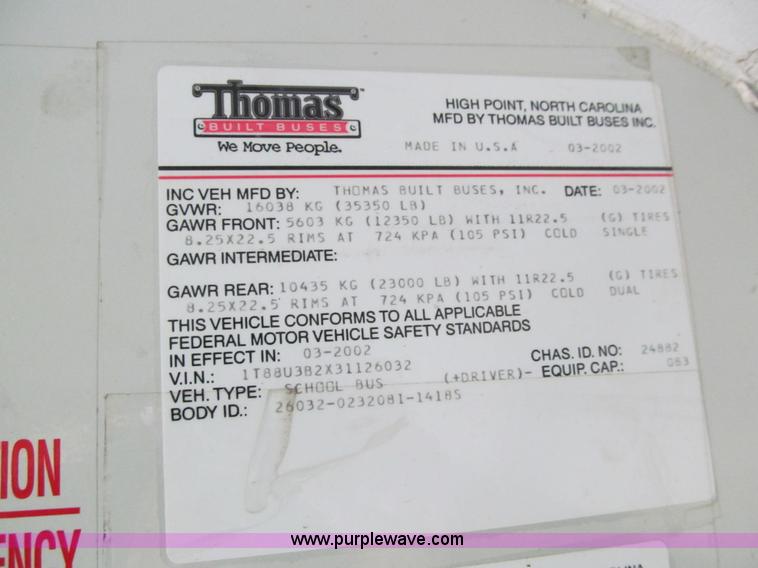 Thomas
BUILT BUSES
We Move People.
HIGH POINT, NORTH CAROLINA
MFD BY THOMAS BUILT BUSES INC.
MADE IN U.S.A 03-2002
INC VEH MFD BY: THOMAS BUILT BUSES, INC. DATE: 03-2002
GVWR: 16038 KG (35350 LB)
GAWR FRONT: 5603 KG (12350 LB) WITH 11R22.5 (G) TIRES
8.25X22.5 RIMS AT 724 KPA (105 PSI) COLD SINGLE
GAWR INTERMEDIATE:
GAWR REAR: 10435 KG (23000 LB) WITH 11R22.5 (G) TIRES
8.25X22.5 RIMS AT 724 KPA (105 PSI) COLD DUAL
THIS VEHICLE CONFORMS TO ALL APPLICABLE
FEDERAL MOTOR VEHICLE SAFETY STANDARDS
IN EFFECT IN: 03-2002
V.I.N.: 1T88U3B2X31126032 CHAS. ID. NO: 24882
VEH. TYPE: SCHOOL BUS (+DRIVER)- EQUIP. CAP.: 083
BODY ID.: 26032-0232081-14185
ION
ENCY
www.purplewave.com
CAROLINA